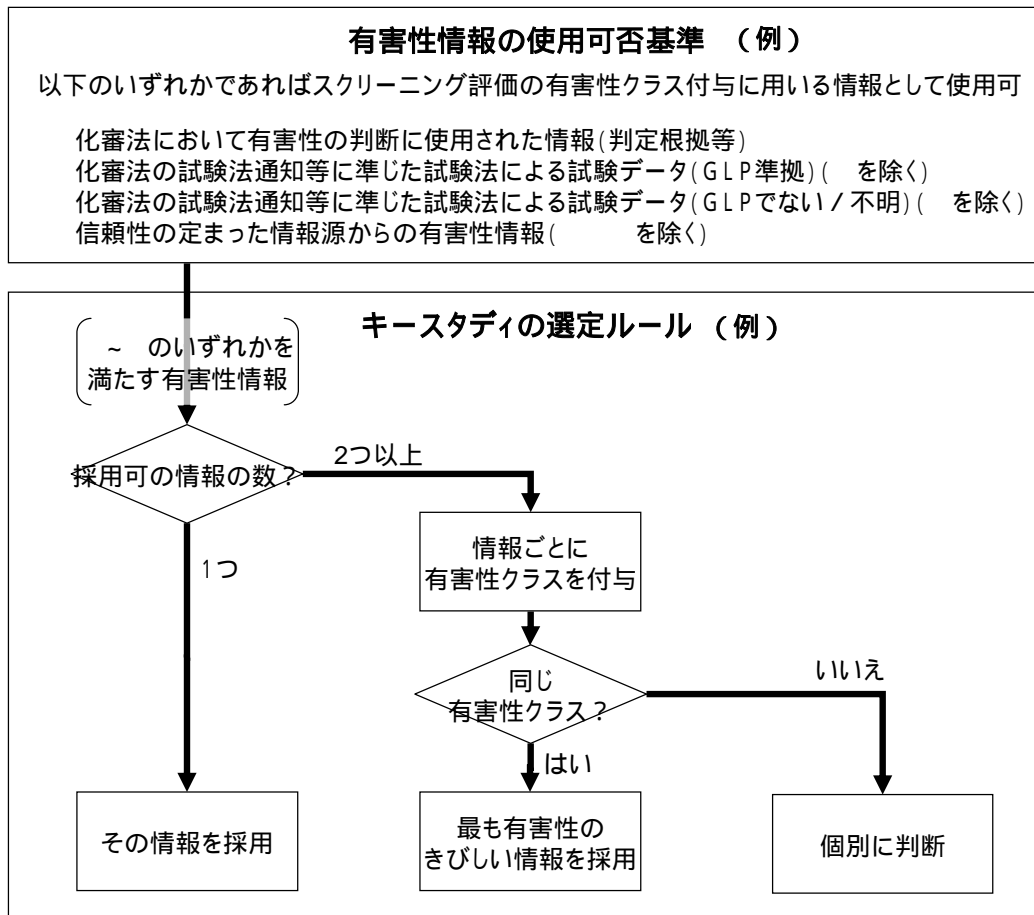 有害性情報の使用可否基準 （例）
以下のいずれかであればスクリーニング評価の有害性クラス付与に用いる情報として使用可
化審法において有害性の判断に使用された情報(判定根拠等)
化審法の試験法通知等に準じた試験法による試験データ(GLP準拠)( を除く)
化審法の試験法通知等に準じた試験法による試験データ(GLPでない/不明)( を除く)
信頼性の定まった情報源からの有害性情報( を除く)
キースタディの選定ルール （例）
~ のいずれかを
満たす有害性情報
採用可の情報の数？
2つ以上
1つ
情報ごとに
有害性クラスを付与
同じ
有害性クラス？
いいえ
はい
その情報を採用
最も有害性の
きびしい情報を採用
個別に判断